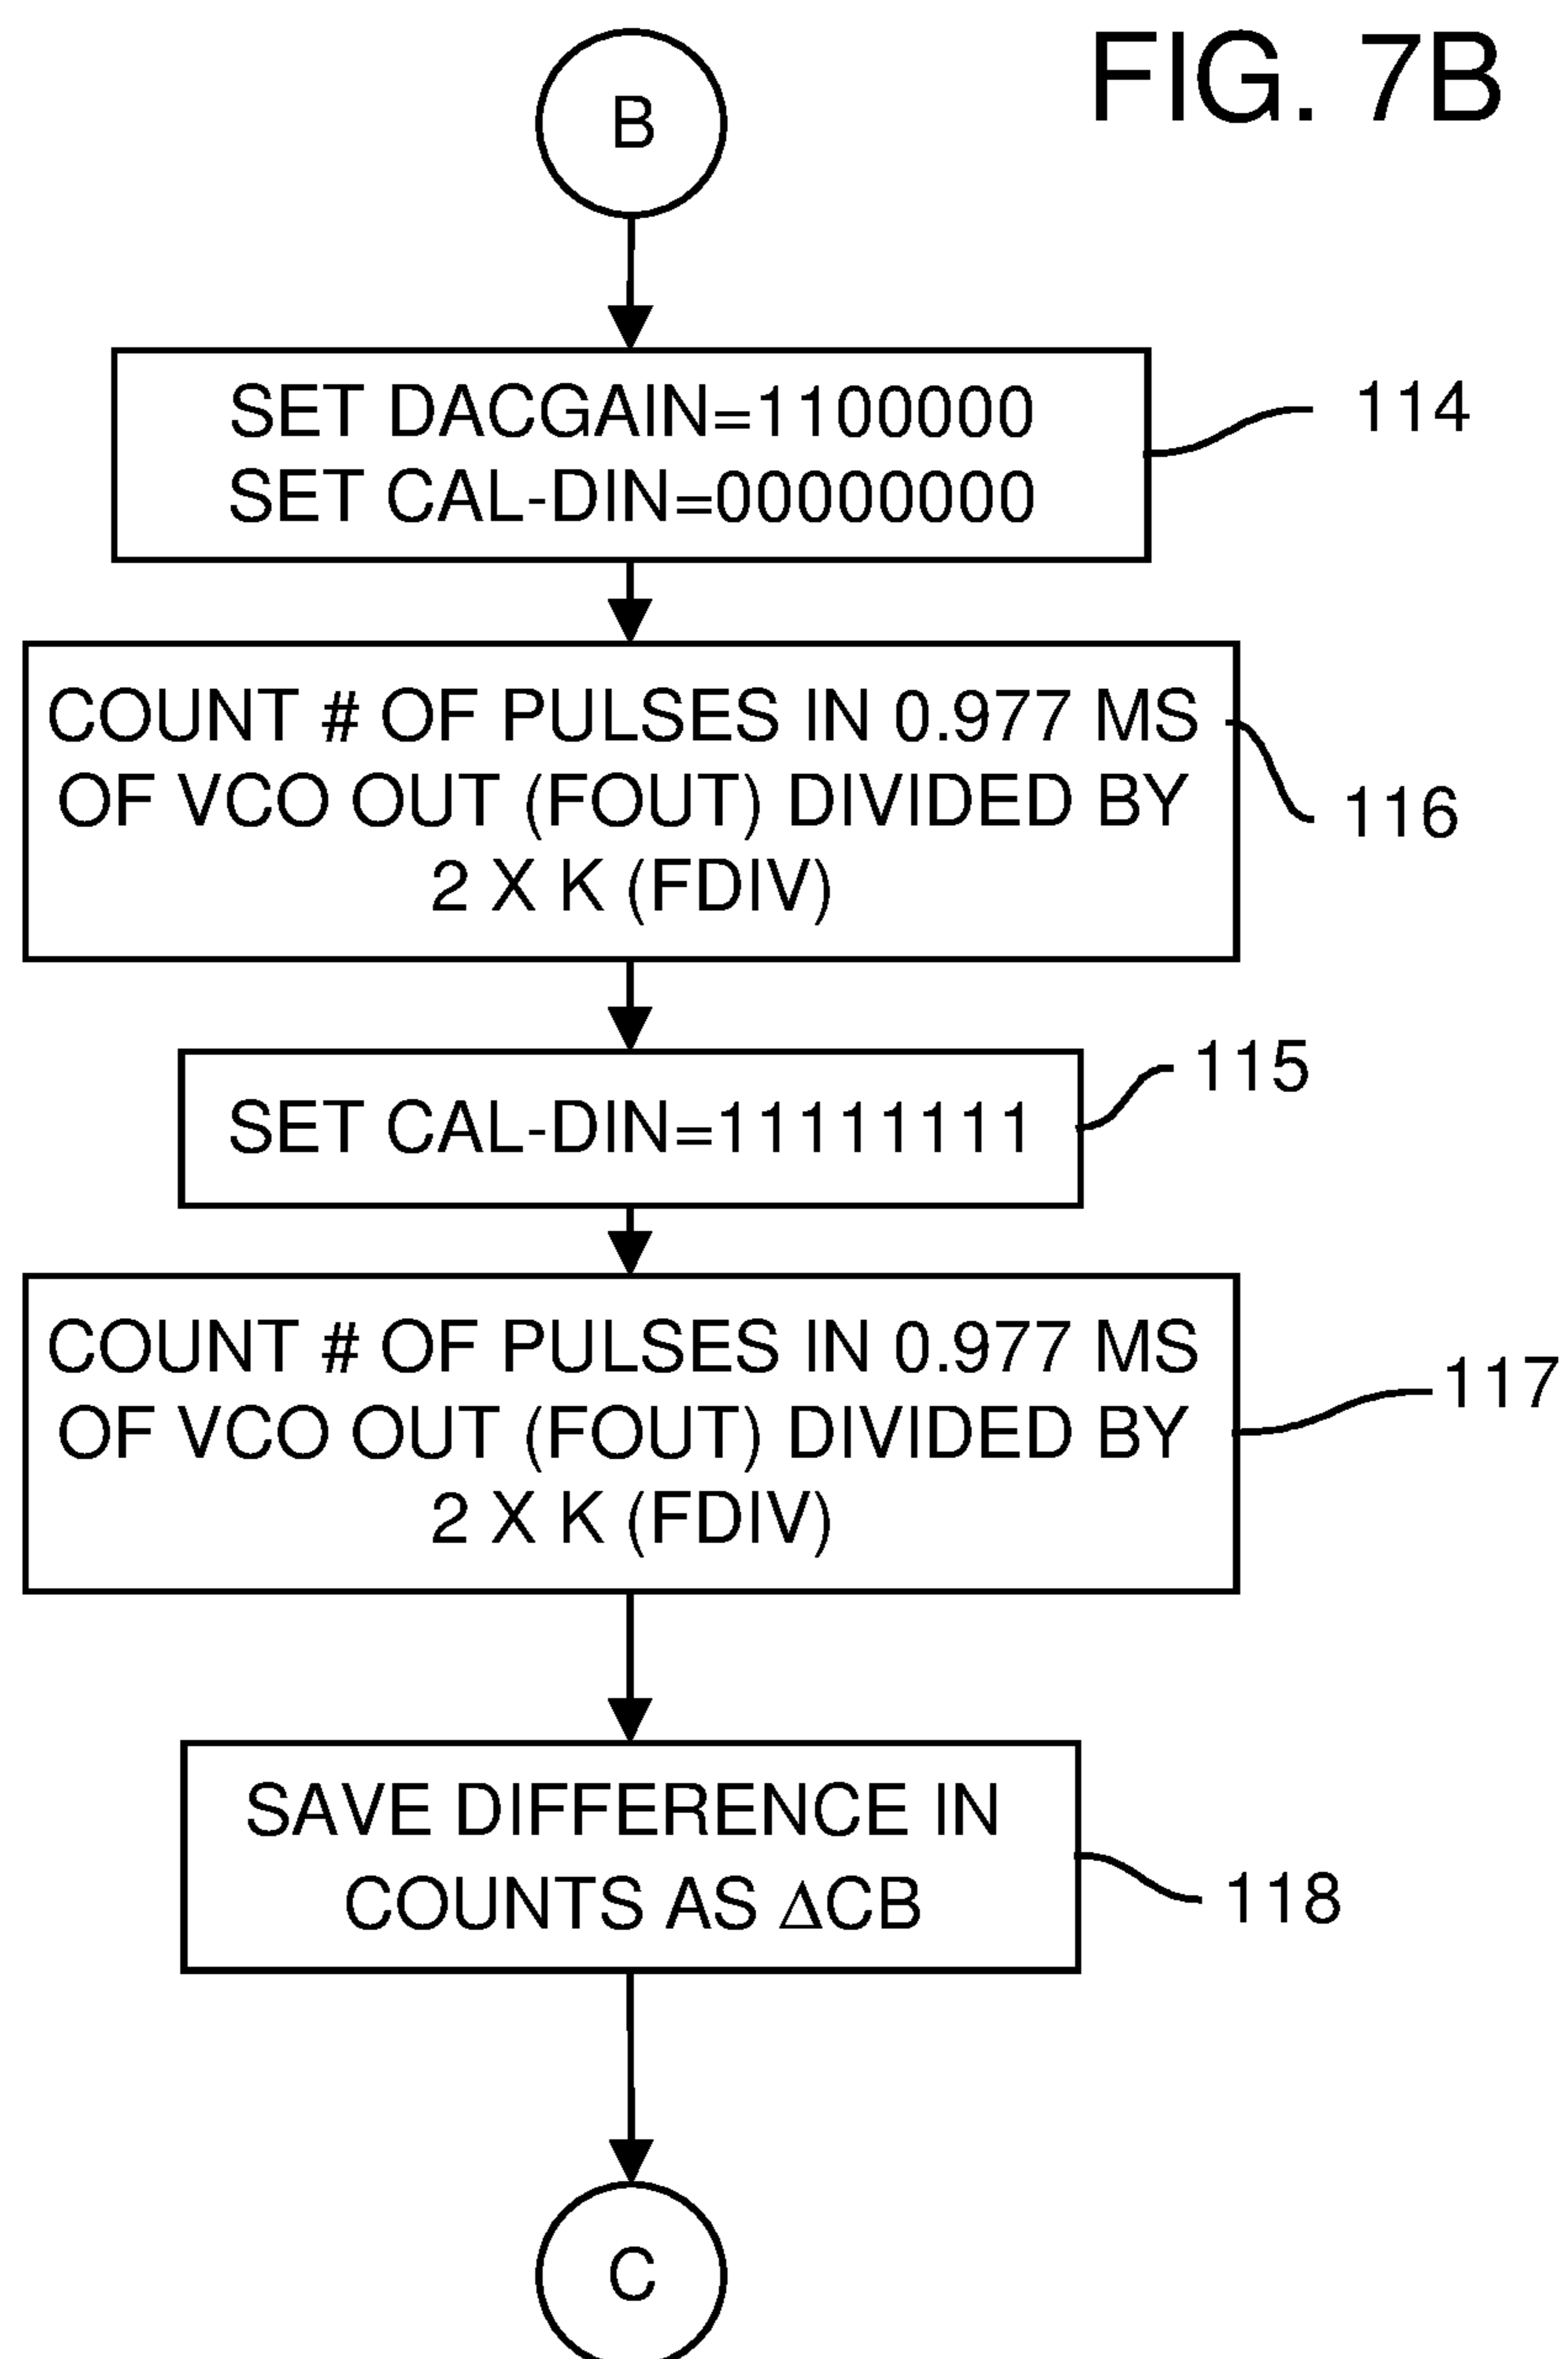 FIG. 7B
B
SET DACGAIN=1100000
SET CAL-DIN=00000000
114
COUNT # OF PULSES IN 0.977 MS
OF VCO OUT (FOUT) DIVIDED BY
2 X K (FDIV)
116
SET CAL-DIN=11111111
115
COUNT # OF PULSES IN 0.977 MS
OF VCO OUT (FOUT) DIVIDED BY
2 X K (FDIV)
117
SAVE DIFFERENCE IN
COUNTS AS ΔCB
118
C